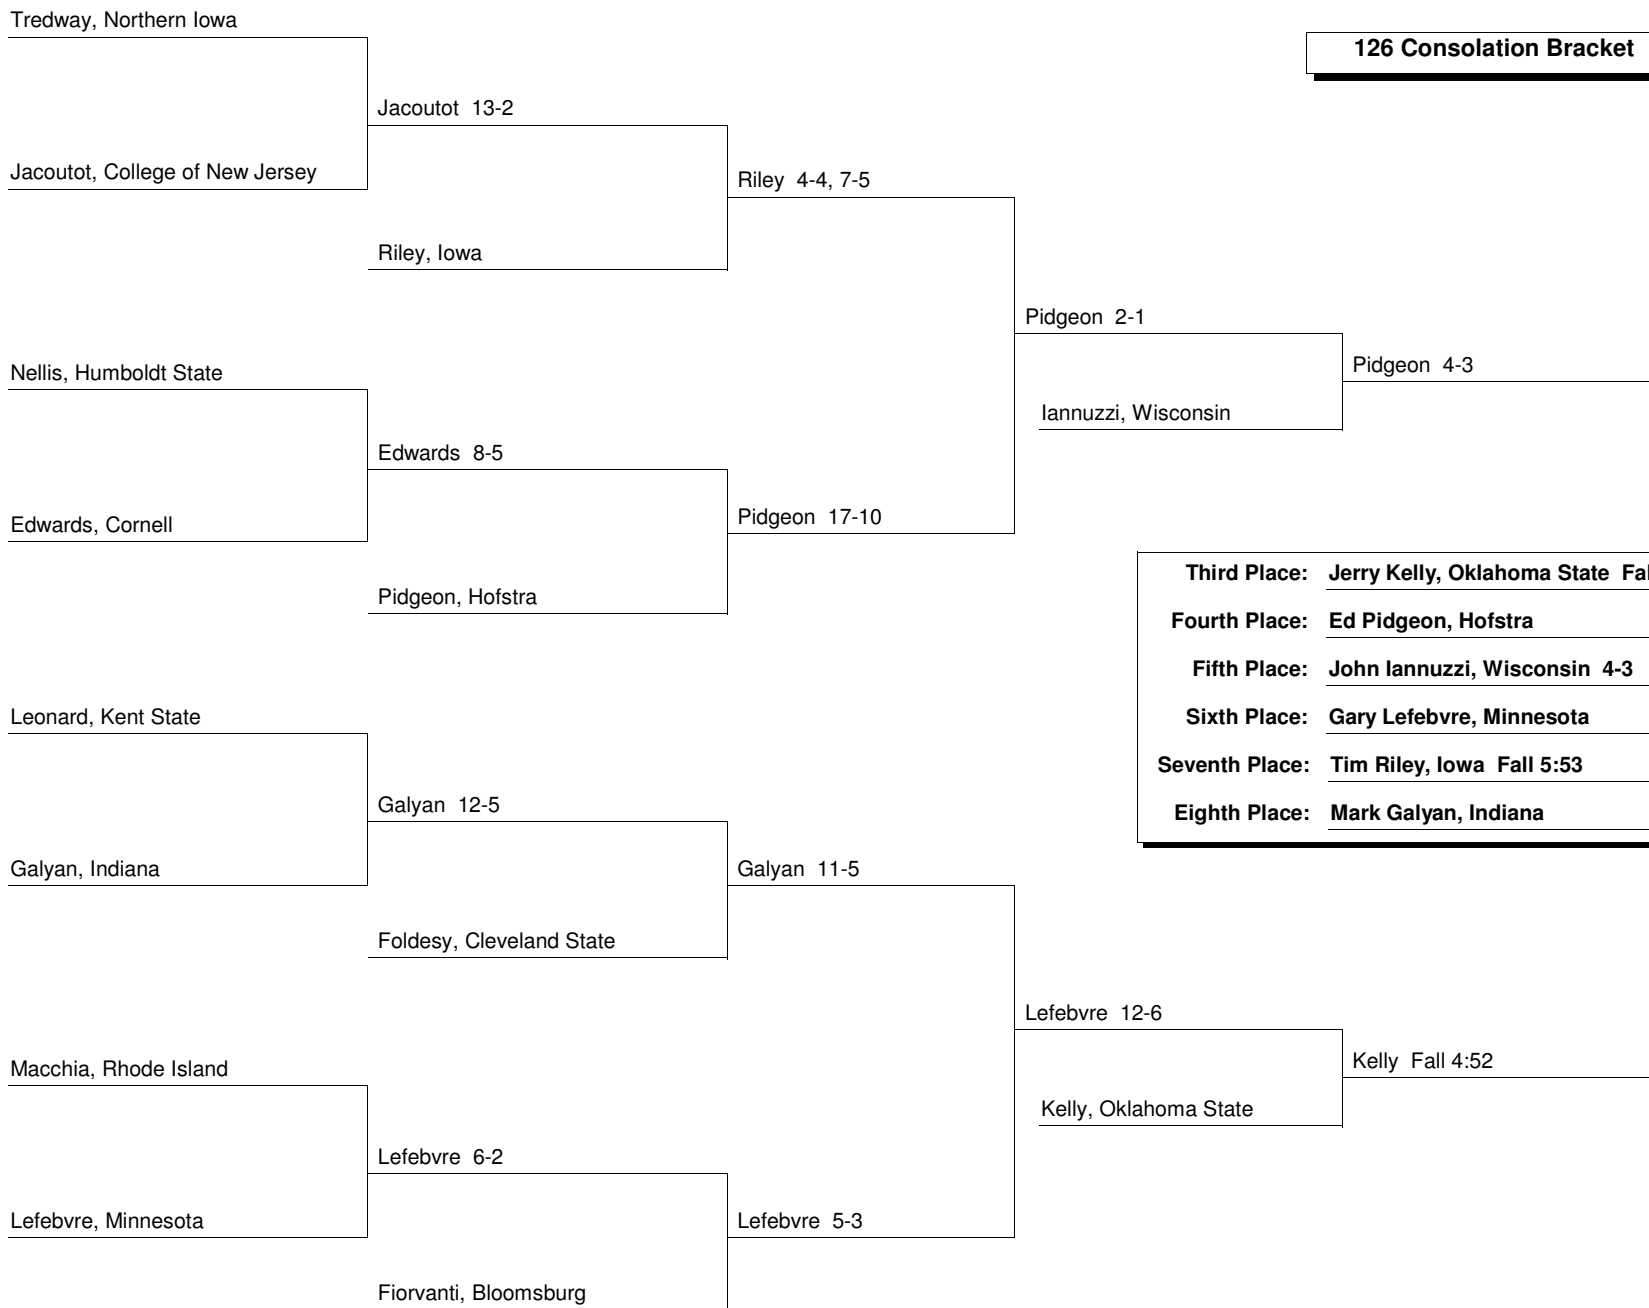 Tredway, Northern Iowa
126 Consolation Bracket
Jacoutot 13-2
Jacoutot, College of New Jersey
Riley 4-4, 7-5
Riley, Iowa
Pidgeon 2-1
Nellis, Humboldt State
Pidgeon 4-3
Iannuzzi, Wisconsin
Edwards 8-5
Edwards, Cornell
Pidgeon 17-10
Pidgeon, Hofstra
Third Place: Jerry Kelly, Oklahoma State
Fourth Place: Ed Pidgeon, Hofstra
Fifth Place: John Iannuzzi, Wisconsin 4-3
Sixth Place: Gary Lefebvre, Minnesota
Seventh Place: Tim Riley, Iowa Fall 5:53
Eighth Place: Mark Galyan, Indiana
Leonard, Kent State
Galyan 12-5
Galyan, Indiana
Galyan 11-5
Foldesy, Cleveland State
Lefebvre 12-6
Macchia, Rhode Island
Kelly Fall 4:52
Kelly, Oklahoma State
Lefebvre 6-2
Lefebvre, Minnesota
Lefebvre 5-3
Fiorvanti, Bloomsburg